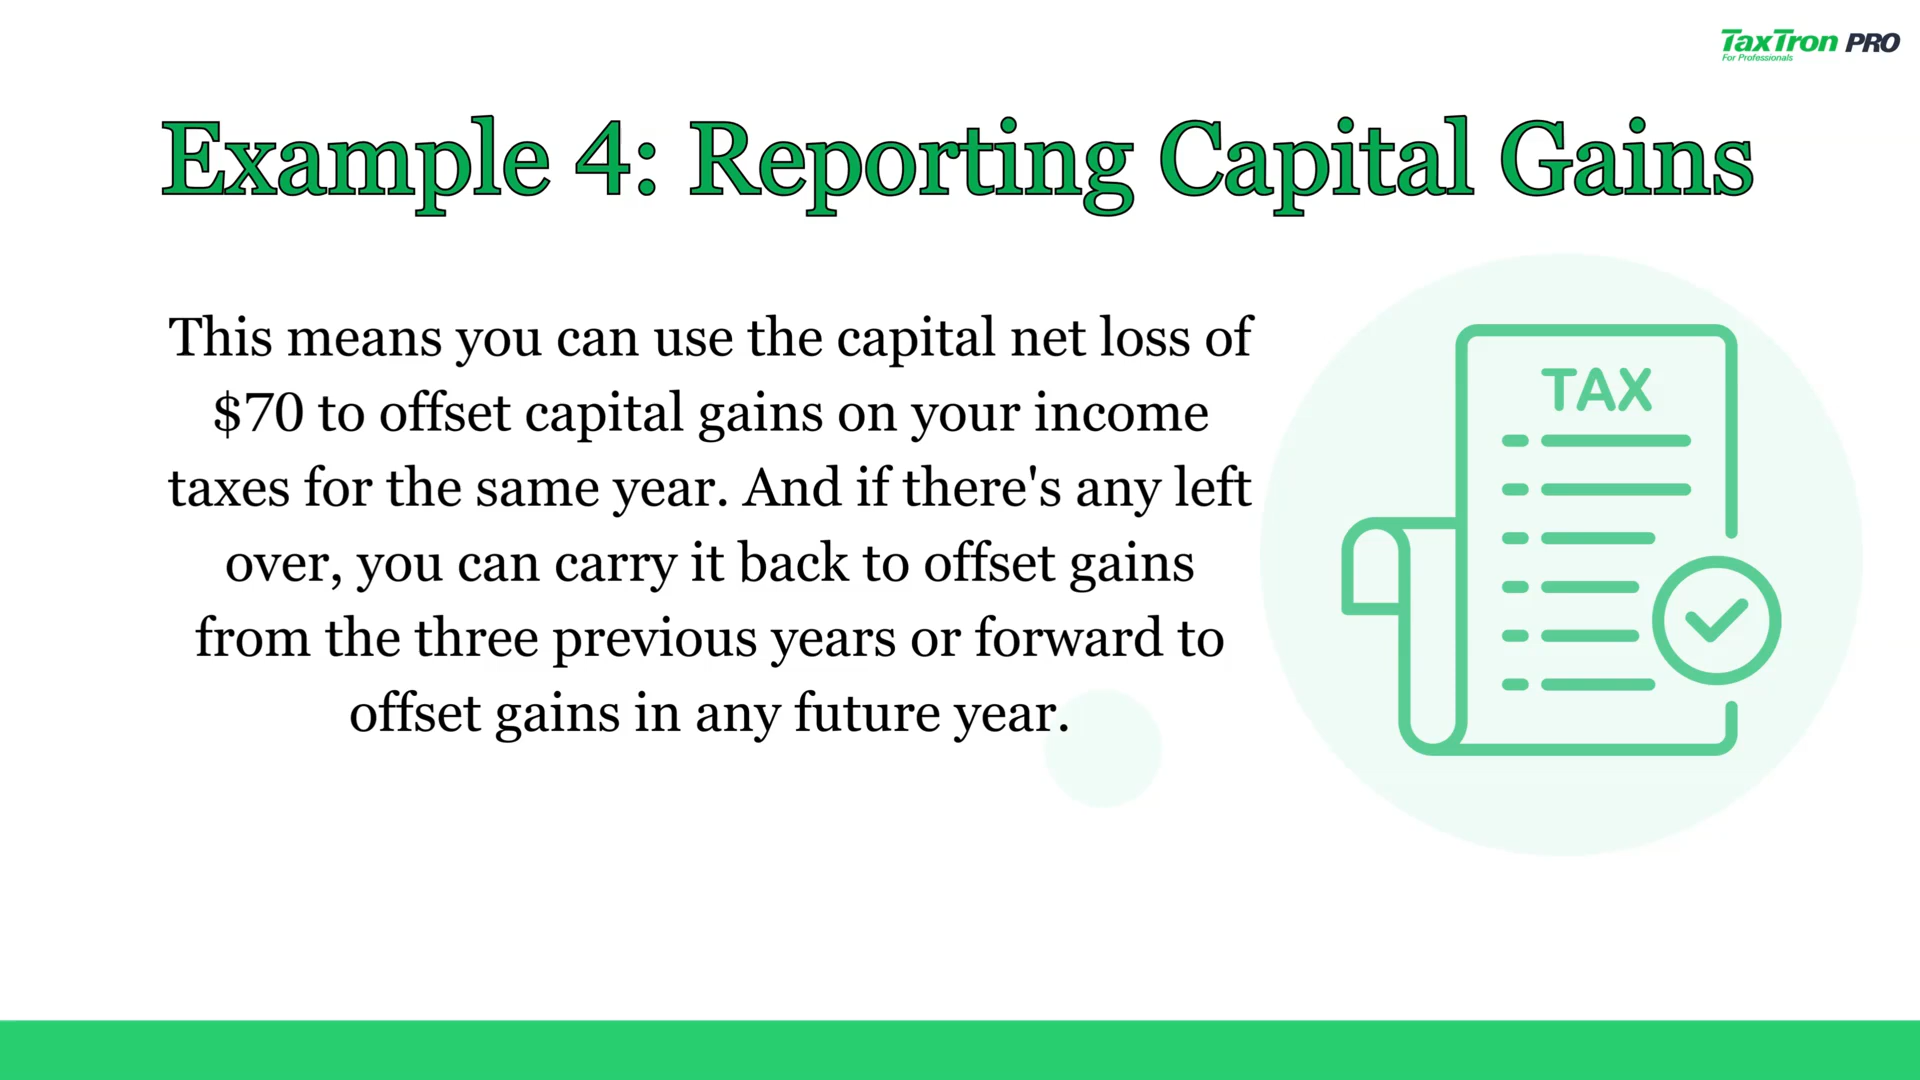 TaxTron PRO
For Professionals
Example 4: Reporting Capital Gains
This means you can use the capital net loss of
$70 to offset capital gains on your income
taxes for the same year. And if there's any left
over, you can carry it back to offset gains
from the three previous years or forward to
offset gains in any future year.
TAX